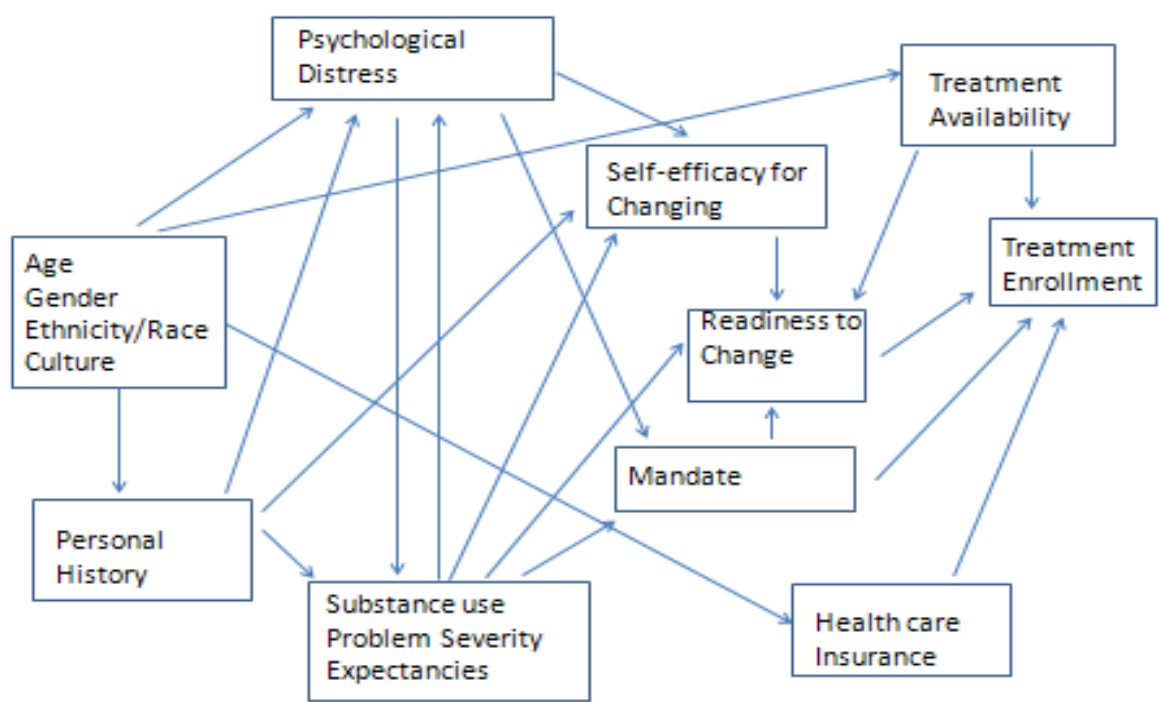 Psychological
Distress
Treatment
Availability
Self-efficacy for
Changing
Treatment
Enrollment
Age
Gender
Ethnicity/Race
Culture
Readiness to
Change
Mandate
Personal
History
Substance use
Problem Severity
Expectancies
Health care
Insurance